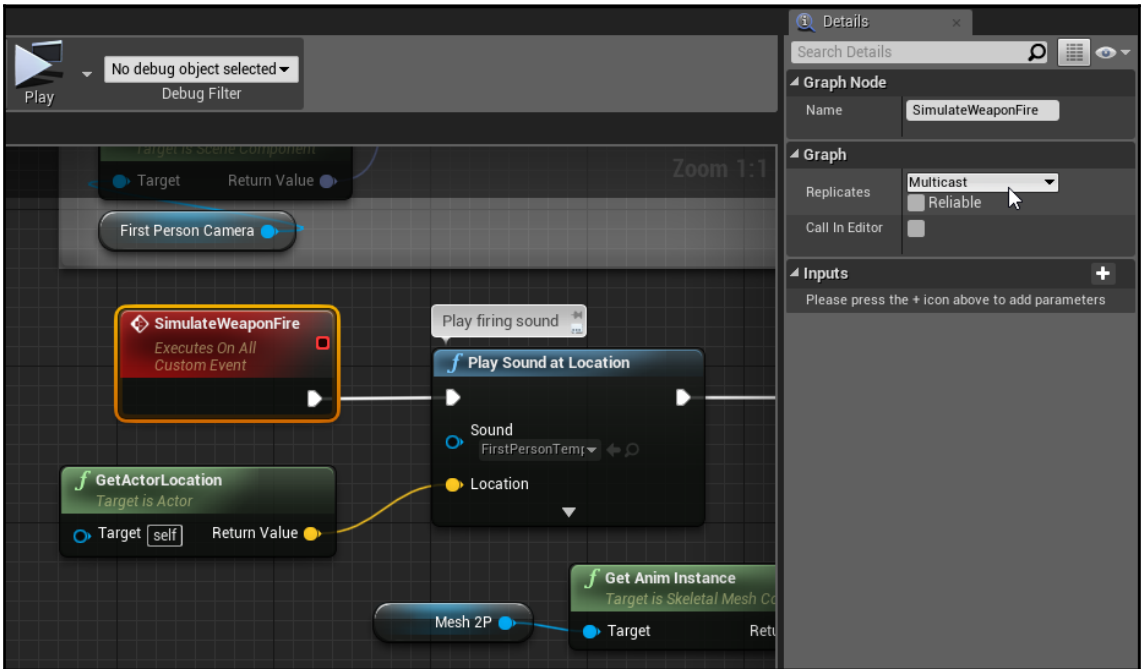 Details
Search Details
No debug object selected
Debug Filter
Play
Graph Node
Name
SimulateWeaponFire
Graph
Replicates
Multicast
Reliable
Call In Editor
Inputs
Please press the + icon above to add parameters
Target is Scene Component
Target
Return Value
Zoom 1:1
First Person Camera
SimulateWeaponFire
Executes On All
Custom Event
Play firing sound
f Play Sound at Location
Sound
FirstPersonTemp
Location
f GetActorLocation
Target is Actor
Target
self
Return Value
f Get Anim Instance
Target is Skeletal Mesh Co
Mesh 2P
Target
Retu